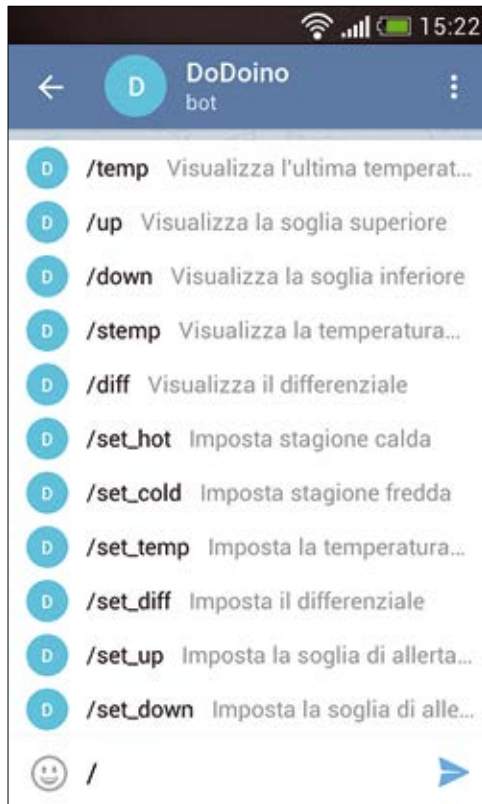 15:22
D
DoDoino
bot
D /temp Visualizza l'ultima temperat...
D /up Visualizza la soglia superiore
D /down Visualizza la soglia inferiore
D /stemp Visualizza la temperatura...
D /diff Visualizza il differenziale
D /set_hot Imposta stagione calda
D /set_cold Imposta stagione fredda
D /set_temp Imposta la temperatura...
D /set_diff Imposta il differenziale
D /set_up Imposta la soglia di allerta...
D /set_down Imposta la soglia di alle...
/